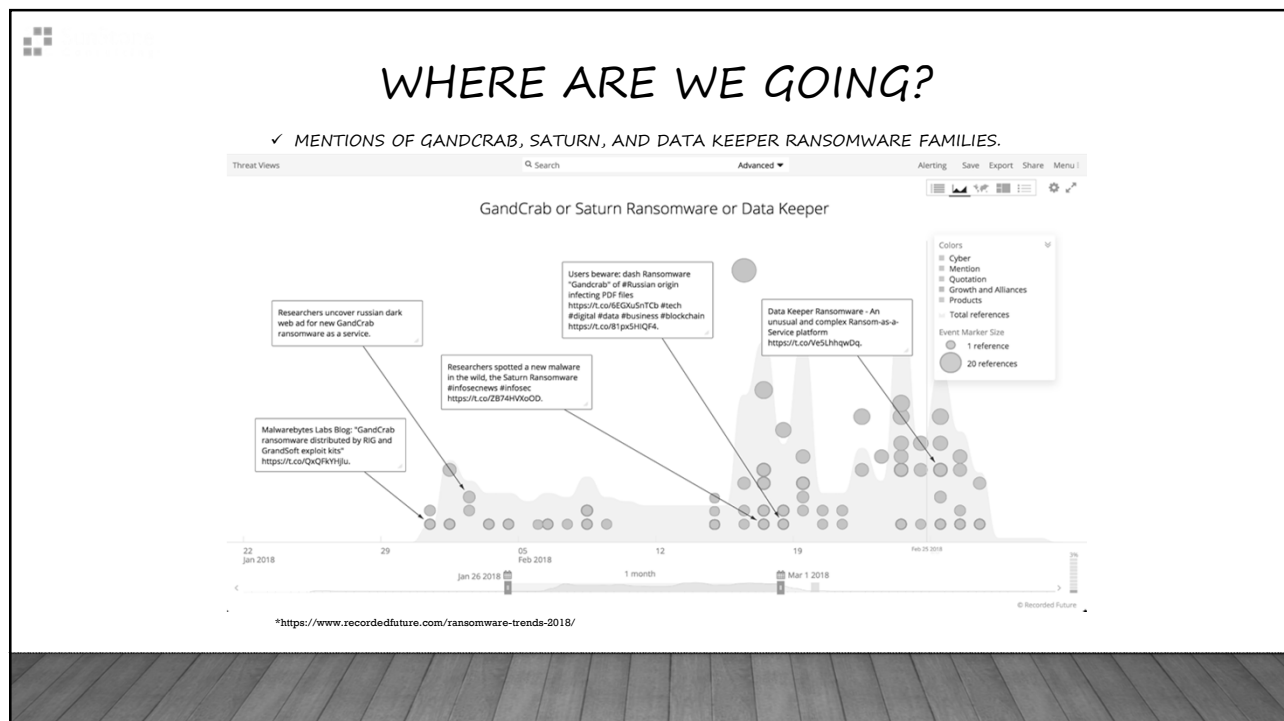 WHERE ARE WE GOING?
✓ MENTIONS OF GANDCRAB, SATURN, AND DATA KEEPER RANSOMWARE FAMILIES.
Threat Views
Search
Advanced
Alerting Save Export Share Menu
GandCrab or Saturn Ransomware or Data Keeper
Colors
Cyber
Mention
Quotation
Growth and Alliances
Products
Total references
Event Marker Size
1 reference
20 references
Users beware: dash Ransomware
"Gandcrab" of #Russian origin
infecting PDF files
https://t.co/6EGXu5nTCb #tech
#digital #data #business #blockchain
https://t.co/81px5HIQF4.
Researchers uncover russian dark
web ad for new GandCrab
ransomware as a service.
Data Keeper Ransomware - An
unusual and complex Ransom-as-a-
Service platform
https://t.co/Ve5LhhqwDq.
Researchers spotted a new malware
in the wild, the Saturn Ransomware
#infosecnews #infosec
https://t.co/ZB74HVXoOD.
Malwarebytes Labs Blog: "GandCrab
ransomware distributed by RIG and
GrandSoft exploit kits"
https://t.co/QxQFkYHjlu.
22
Jan 2018
29
05
Feb 2018
12
19
Feb 25 2018
Jan 26 2018
1 month
Mar 1 2018
3%
© Recorded Future
*https://www.recordedfuture.com/ransomware-trends-2018/